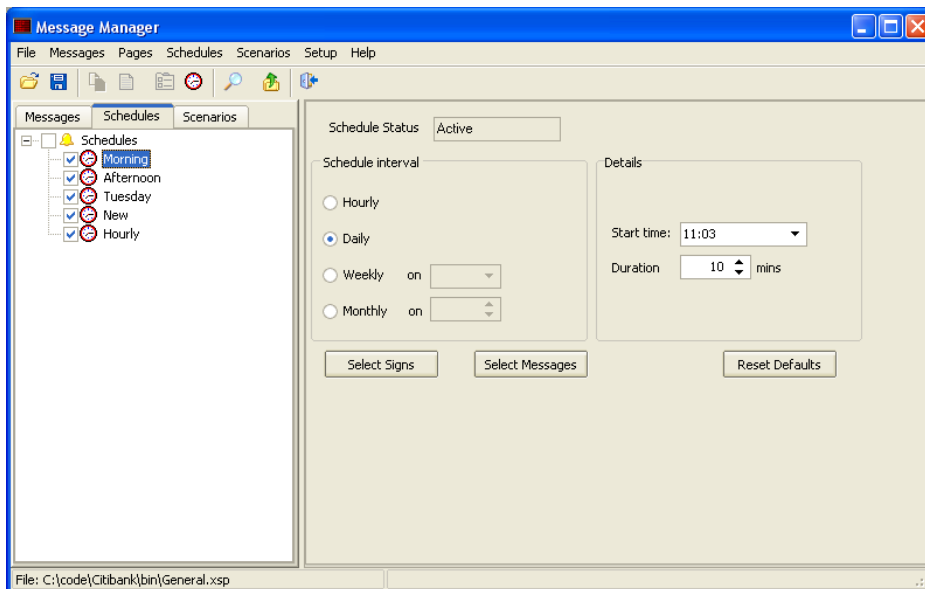 Message Manager
File Messages Pages Schedules Scenarios Setup Help
Messages Schedules Scenarios
Schedules
Morning
Afternoon
Tuesday
New
Hourly
Schedule Status Active
Schedule interval
Hourly
Daily
Weekly on
Monthly on
Details
Start time: 11:03
Duration 10 mins
Select Signs Select Messages Reset Defaults
File: C:\code\Citibank\bin\General.xsp